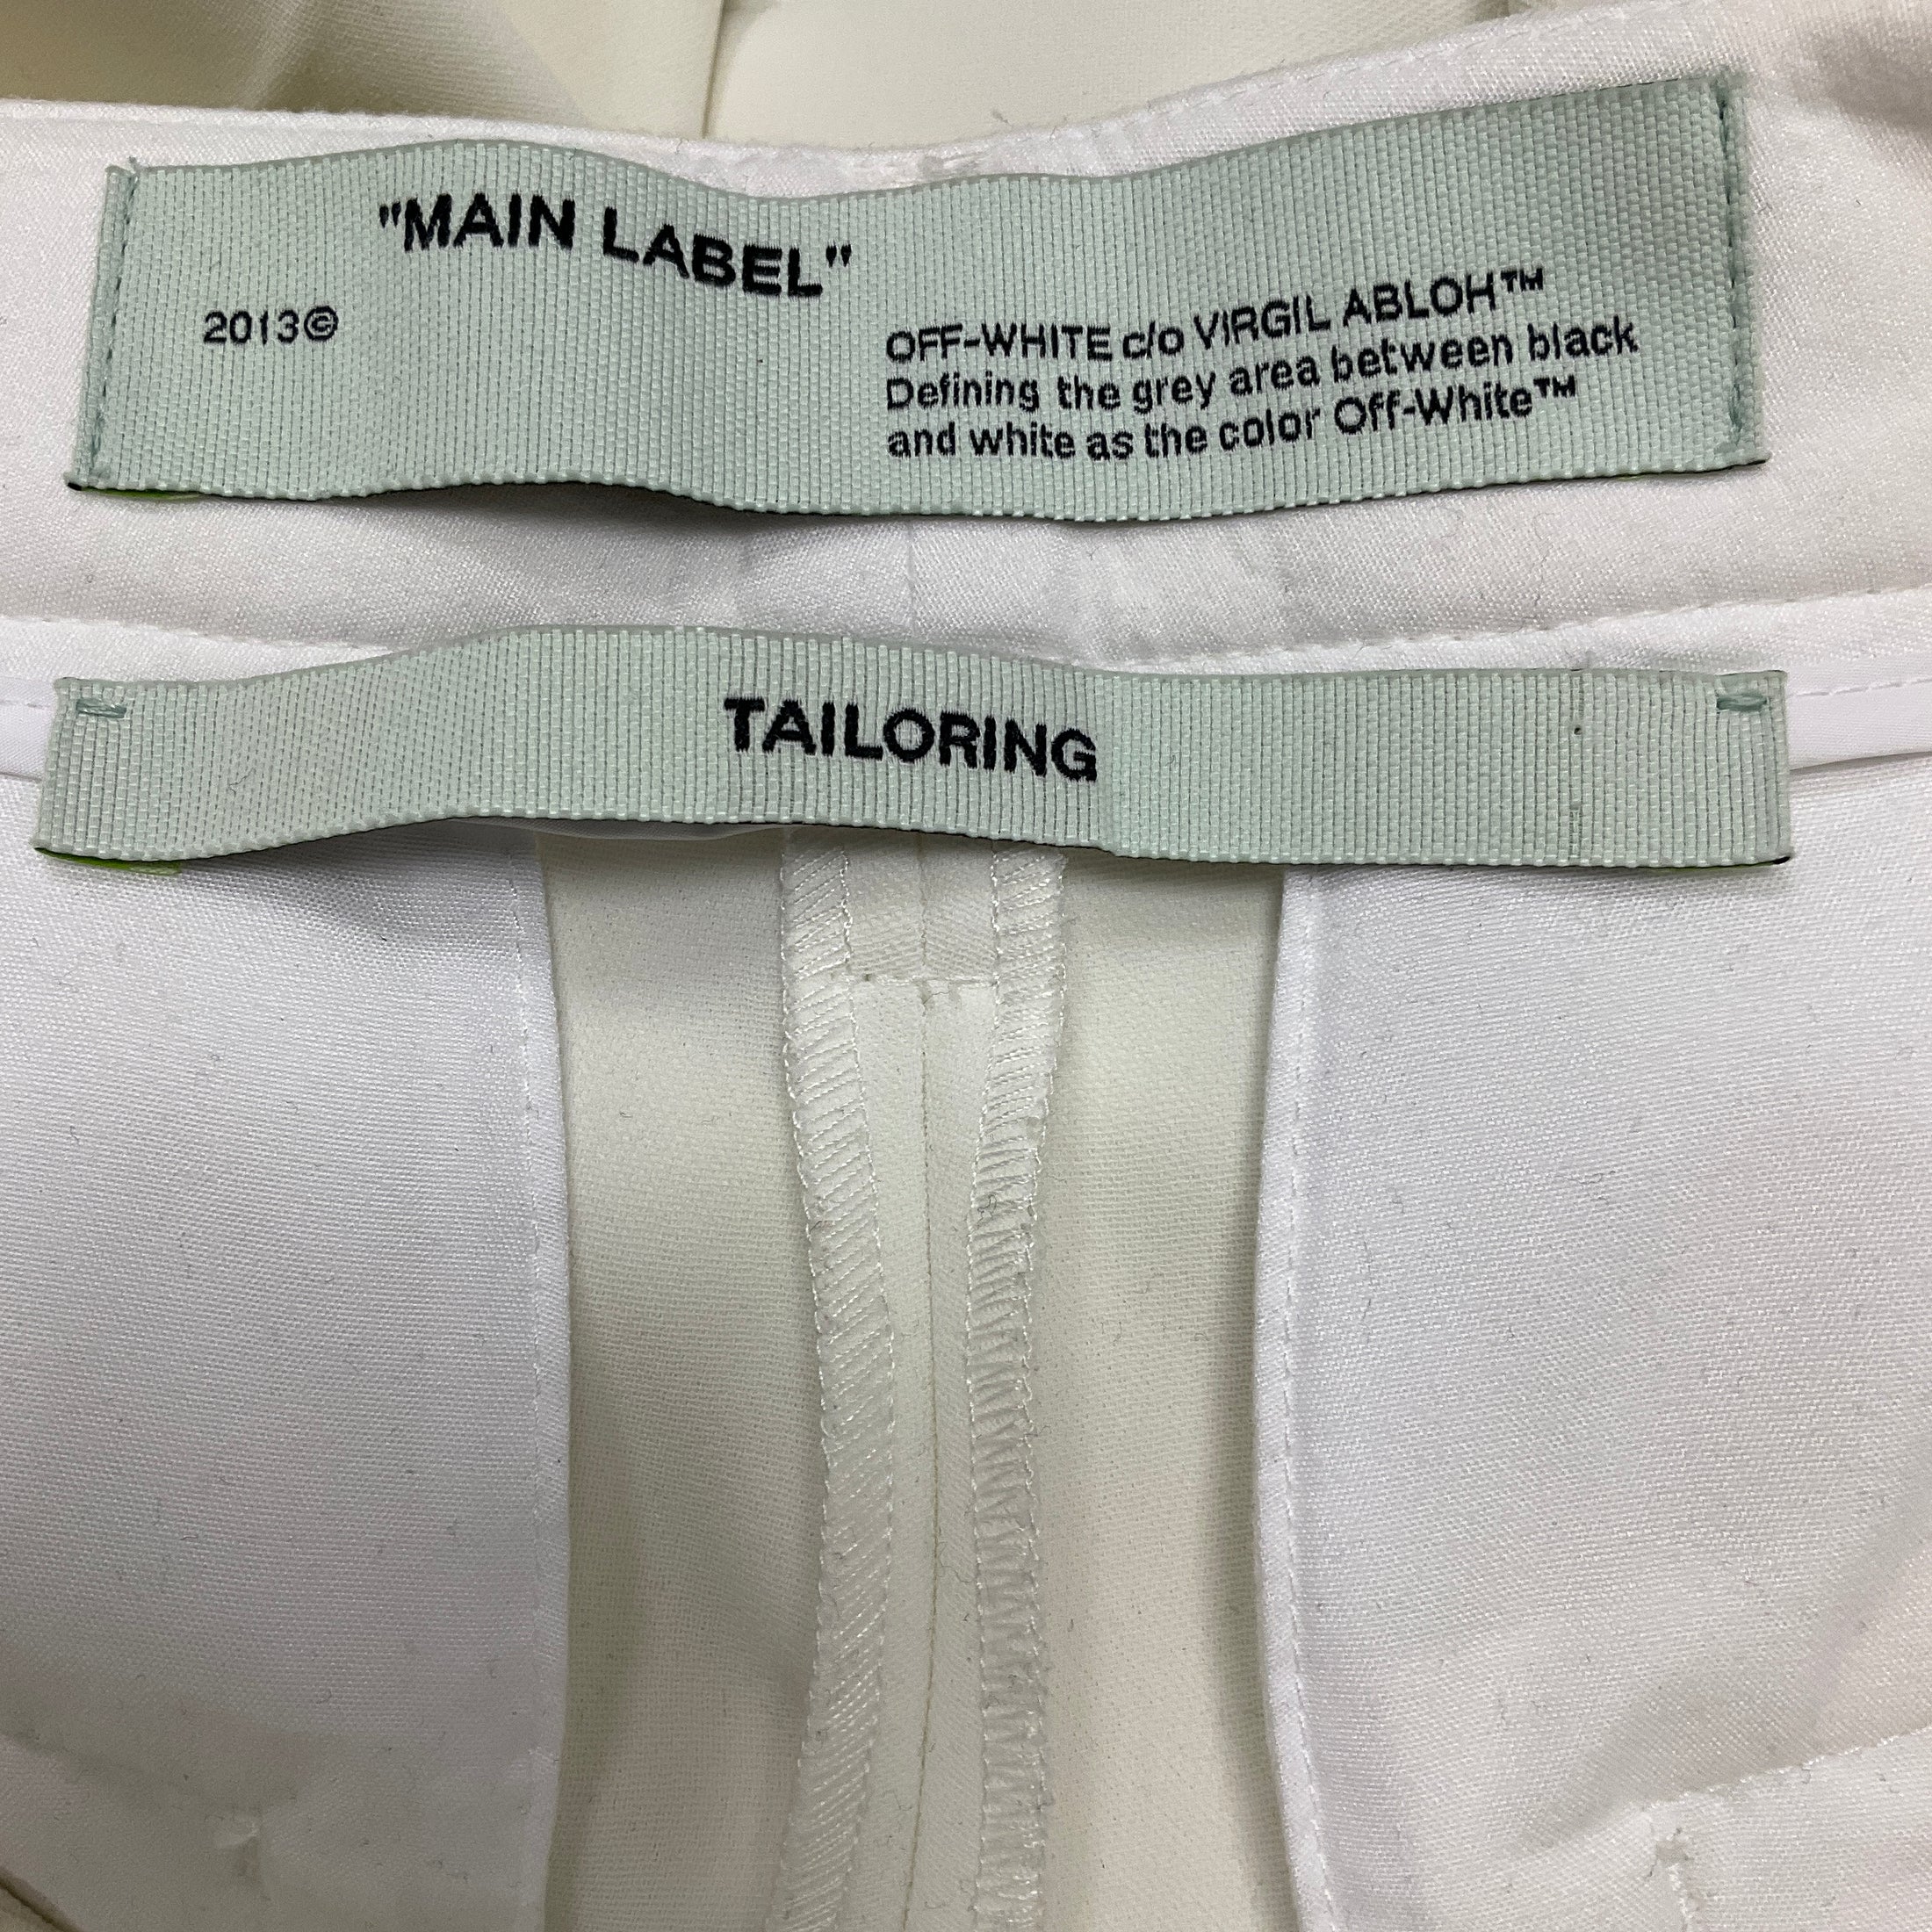 "MAIN LABEL"
2013©
OFF-WHITE c/o VIRGIL ABLOH™
Defining the grey area between black
and white as the color Off-White™
TAILORING